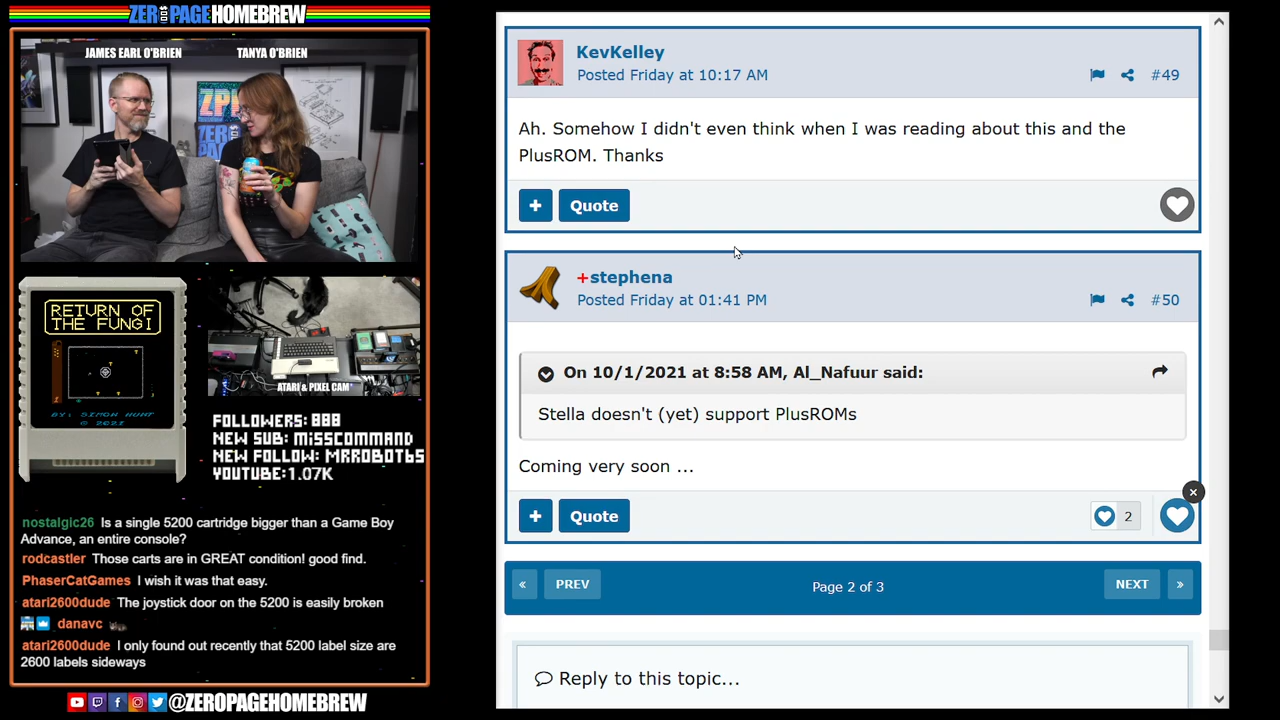 ZERO PAGE HOMEBREW
JAMES EARL O'BRIEN
TANYA O'BRIEN
RETURN OF
THE FUNGI
BY: SIMON HUNT
© 2021
ATARI & PIXEL CAM
FOLLOWERS: 888
NEW SUB: MISSCOMMAND
NEW FOLLOW: MRROBOT65
YOUTUBE:1.07K
nostalgic26 Is a single 5200 cartridge bigger than a Game Boy
Advance, an entire console?
rodcastler Those carts are in GREAT condition! good find.
PhaserCatGames I wish it was that easy.
atari2600dude The joystick door on the 5200 is easily broken
danavc
atari2600dude I only found out recently that 5200 label size are
2600 labels sideways
@ZEROPAGEHOMEBREW
KevKelley
Posted Friday at 10:17 AM
#49
Ah. Somehow I didn't even think when I was reading about this and the
PlusROM. Thanks
+ Quote
+stephena
Posted Friday at 01:41 PM
#50
On 10/1/2021 at 8:58 AM, Al_Nafuur said:
Stella doesn't (yet) support PlusROMs
Coming very soon ...
+ Quote
2
« PREV
Page 2 of 3
NEXT »
Reply to this topic...